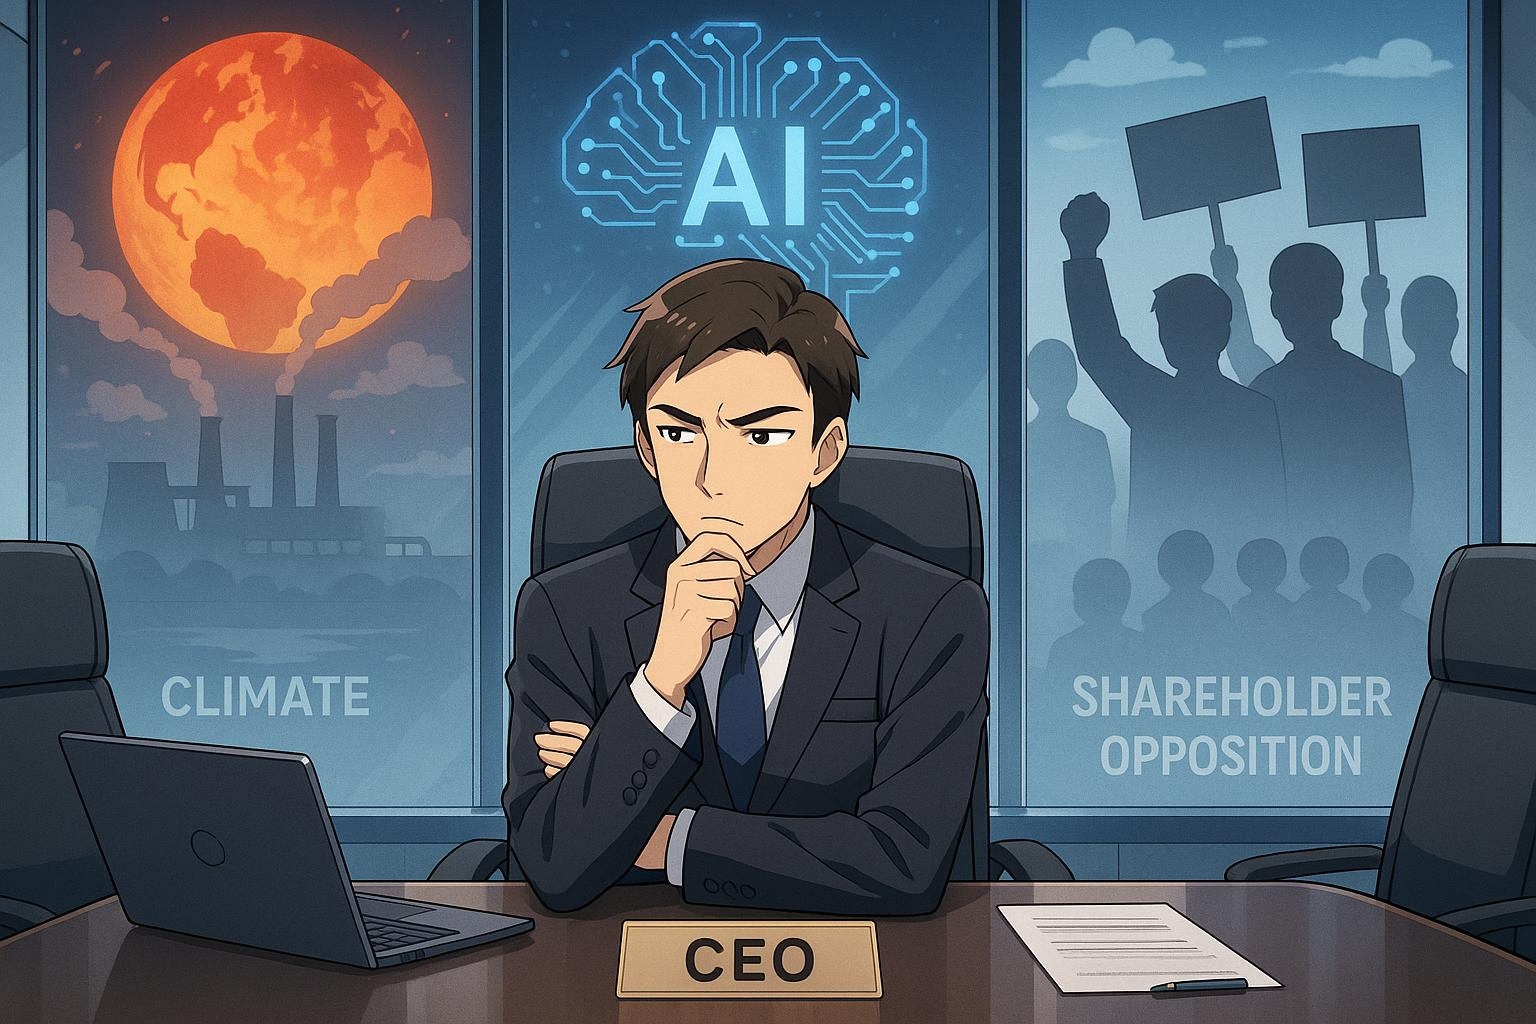 AI
CLIMATE
SHAREHOLDER
OPPOSITION
CEO